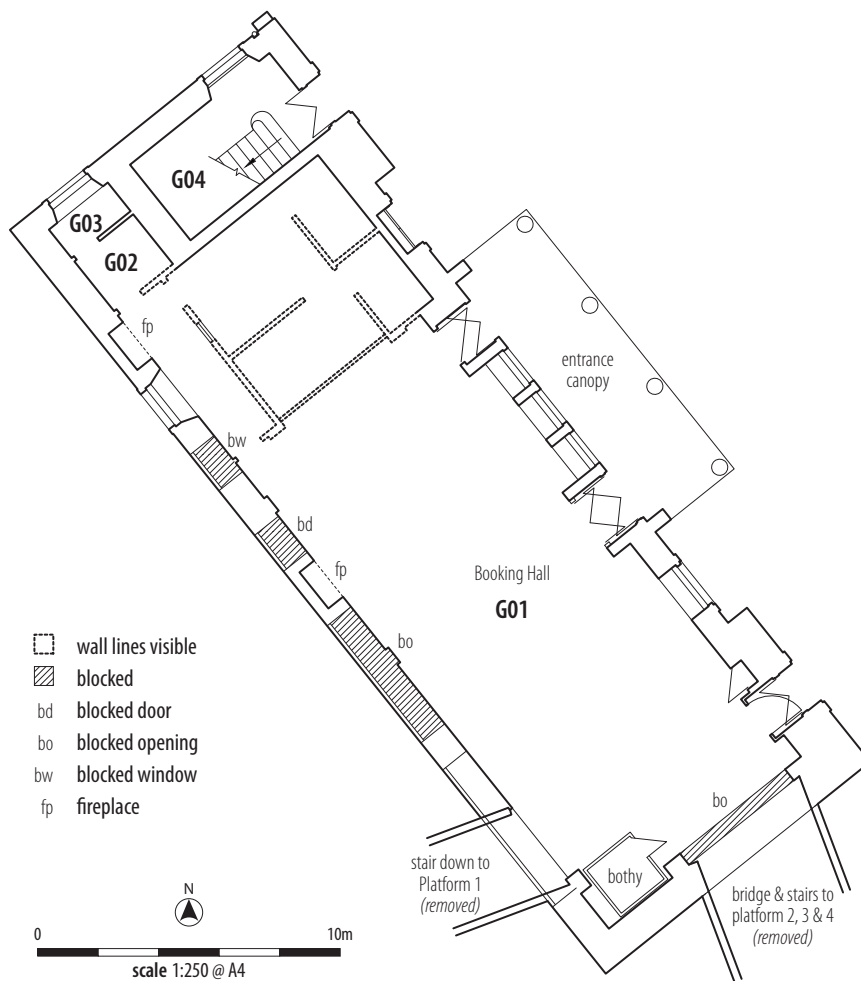 G04
G03
G02
fp
entrance
canopy
bw
bd
Booking Hall
G01
fp
bo
wall lines visible
blocked
bd blocked door
bo blocked opening
bw blocked window
fp fireplace
bo
stair down to
Platform 1
(removed)
bothy
bridge & stairs to
platform 2, 3 & 4
(removed)
N
0 10m
scale 1:250 @ A4